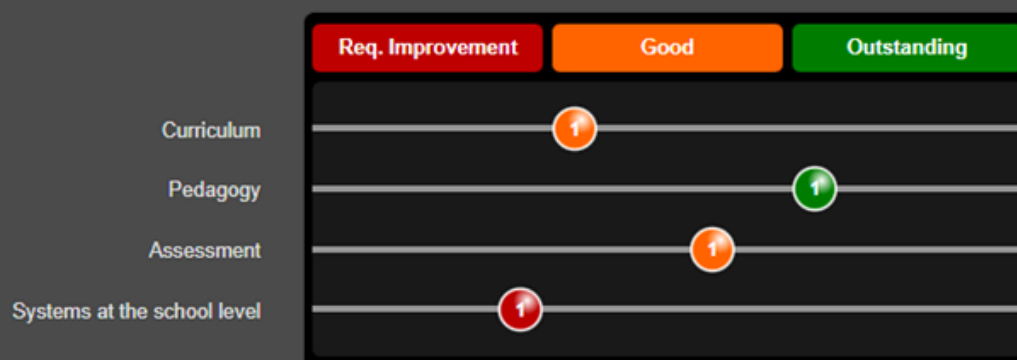 Req. Improvement Good Outstanding
Curriculum 1
Pedagogy 1
Assessment 1
Systems at the school level 1